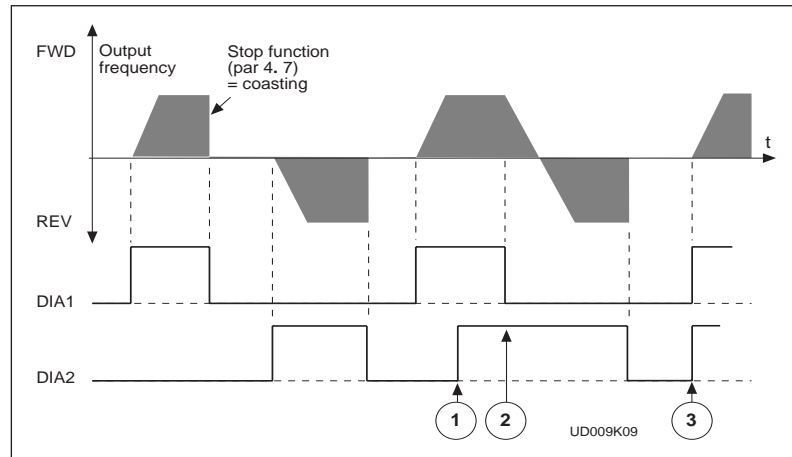 FWD
Output
frequency
Stop function
(par 4. 7)
= coasting
t
REV
DIA1
DIA2
1
2
3
UD009K09